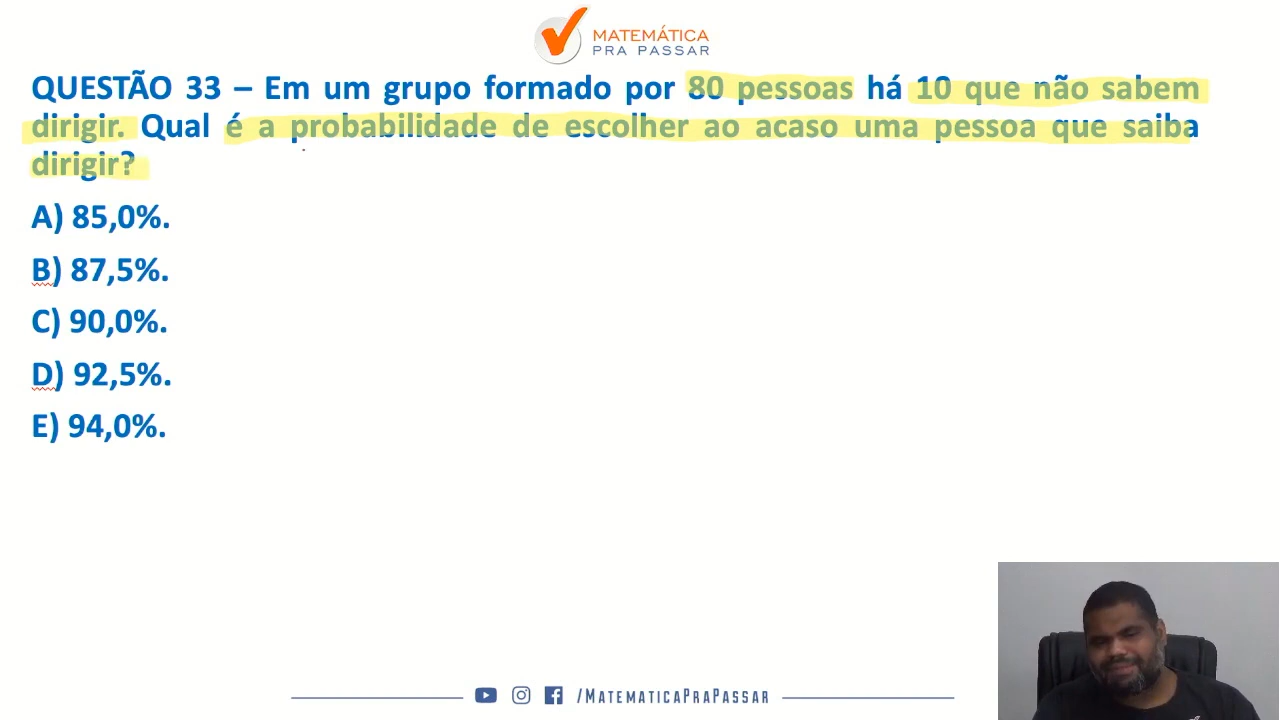 MATEMÁTICA
PRA PASSAR
QUESTÃO 33 – Em um grupo formado por 80 pessoas há 10 que não sabem
dirigir. Qual é a probabilidade de escolher ao acaso uma pessoa que saiba
dirigir?
A) 85,0%.
B) 87,5%.
C) 90,0%.
D) 92,5%.
E) 94,0%.
/MATEMATICAPRAPASSAR